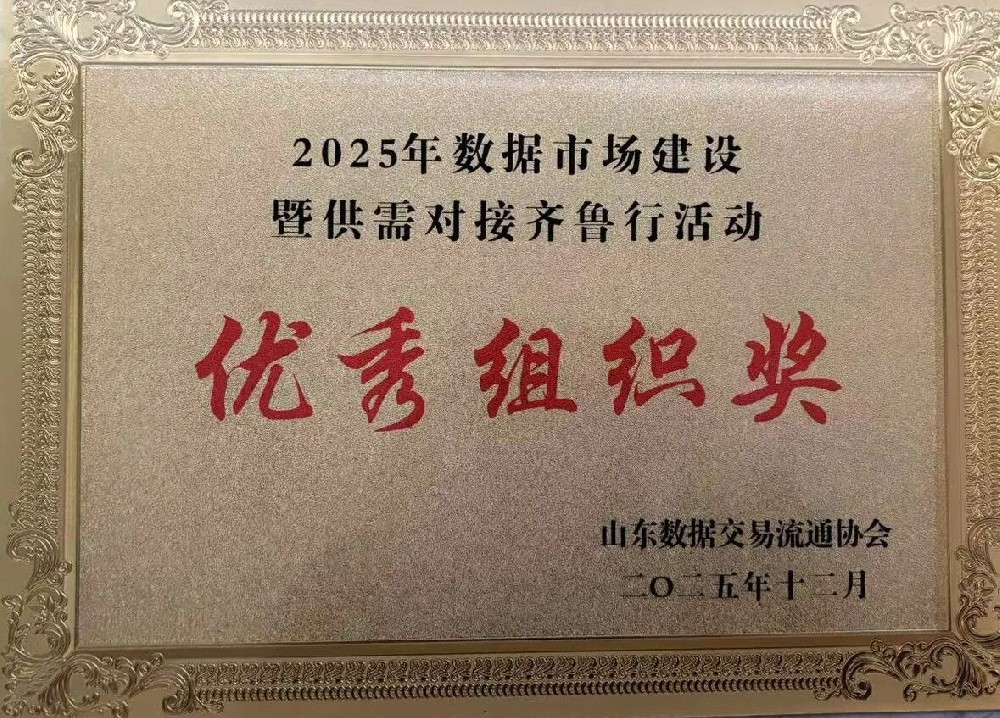 2025年数据市场建设
暨供需对接齐鲁行活动
优秀组织奖
山东数据交易流通协会
二〇二五年十二月